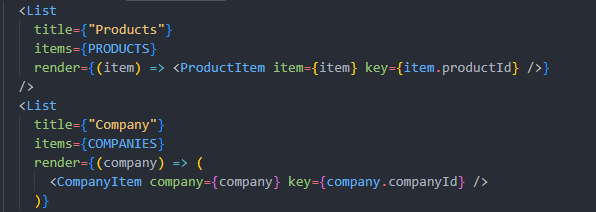 <List
title={"Products"}
items={PRODUCTS}
render={(item) => <ProductItem item={item} key={item.productId} />}
/>
<List
title={"Company"}
items={COMPANIES}
render={(company) => (
<CompanyItem company={company} key={company.companyId} />
)}